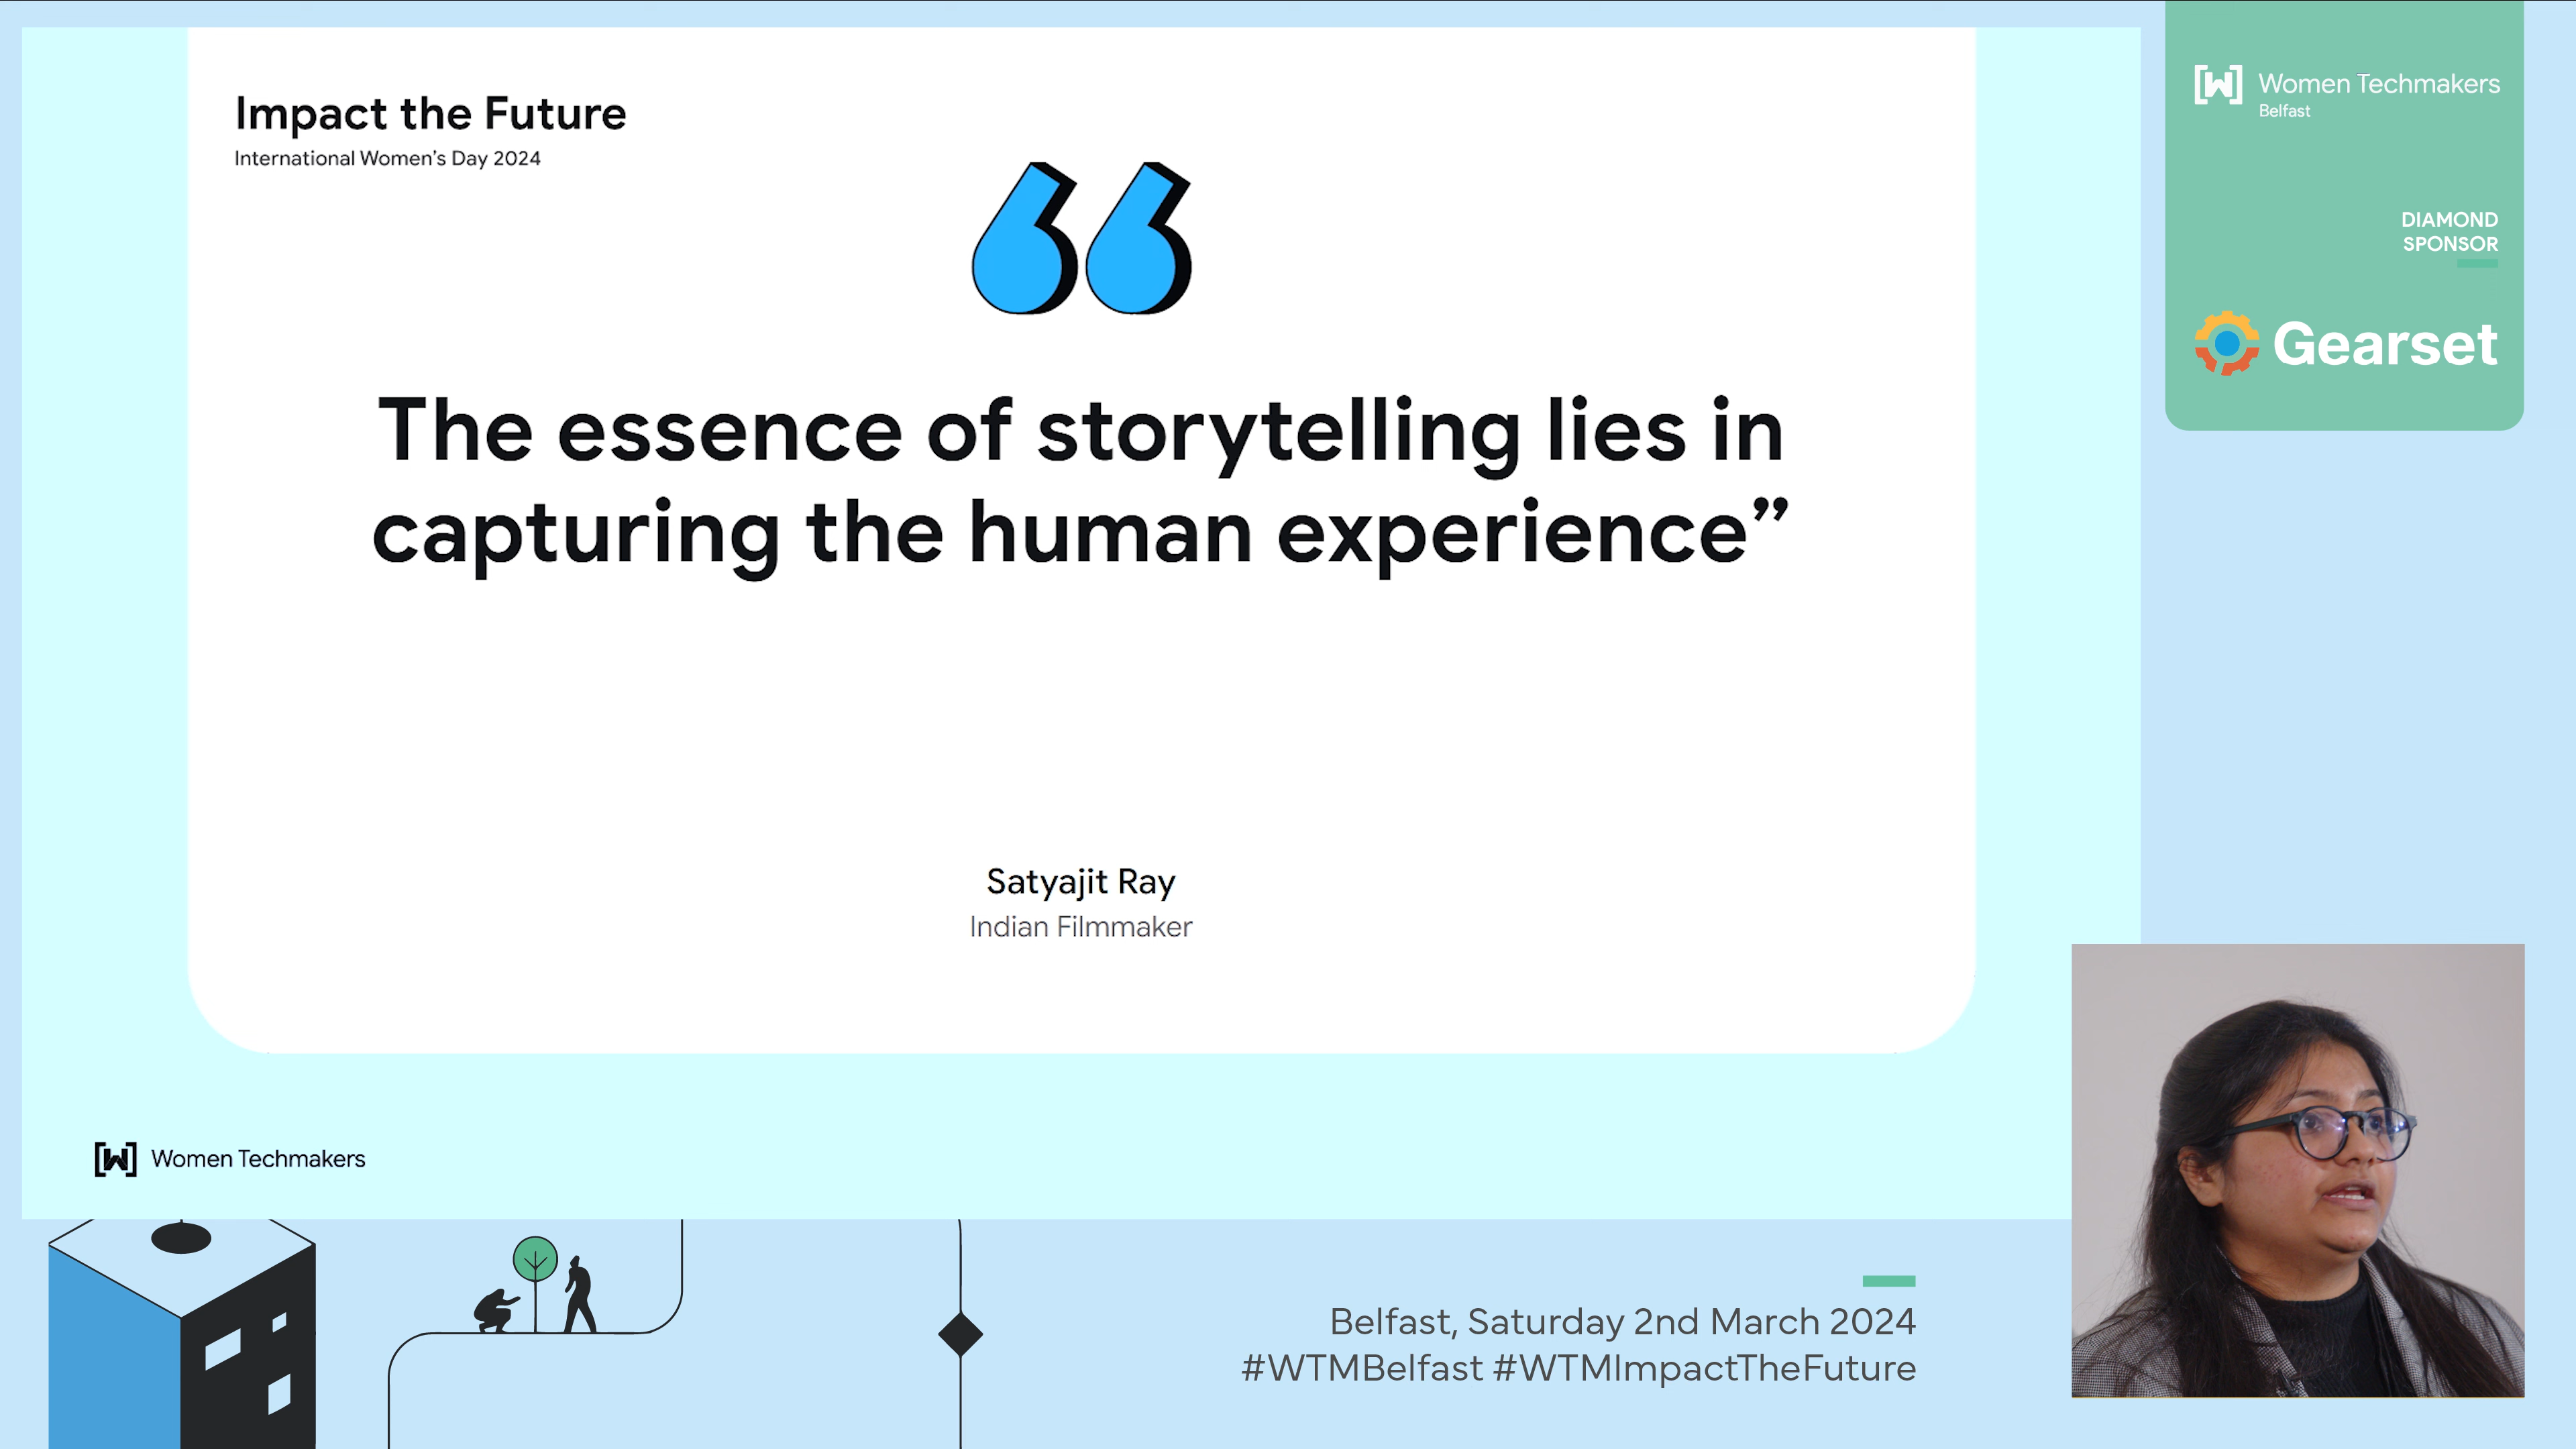 Impact the Future
International Women's Day 2024
The essence of storytelling lies in
capturing the human experience”
Satyajit Ray
Indian Filmmaker
[W] Women Techmakers
[W] Women Techmakers
Belfast
DIAMOND
SPONSOR
Gearset
Belfast, Saturday 2nd March 2024
#WTMBelfast #WTMImpactTheFuture